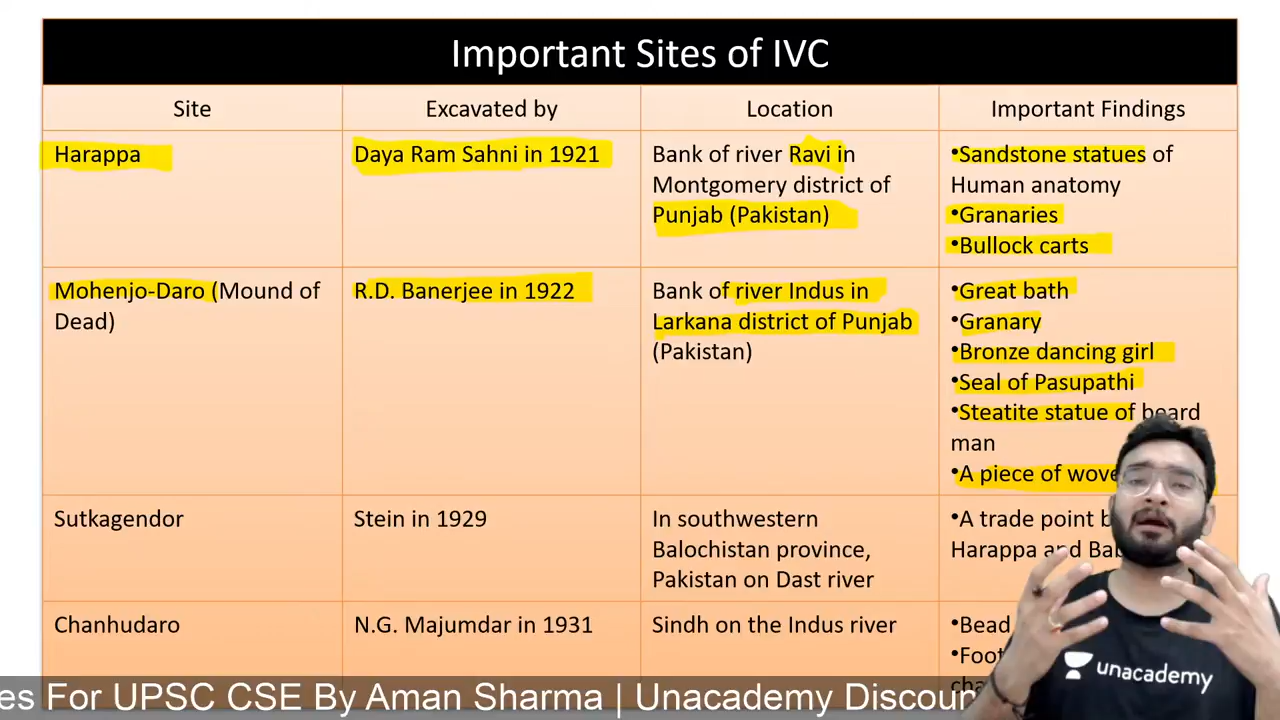 Important Sites of IVC
Site
Excavated by
Location
Important Findings
Harappa
Daya Ram Sahni in 1921
Bank of river Ravi in
Montgomery district of
Punjab (Pakistan)
•Sandstone statues of
Human anatomy
•Granaries
•Bullock carts
Mohenjo-Daro (Mound of
Dead)
R.D. Banerjee in 1922
Bank of river Indus in
Larkana district of Punjab
(Pakistan)
•Great bath
•Granary
•Bronze dancing girl
•Seal of Pasupathi
•Steatite statue of beard
man
•A piece of
Sutkagendor
Stein in 1929
In southwestern
Balochistan province,
Pakistan on Dast river
•A trade point
Harappa and
Chanhudaro
N.G. Majumdar in 1931
Sindh on the Indus river
•Bead
•Foot
unacademy
es For UPSC CSE By Aman Sharma | Unacademy Discoun